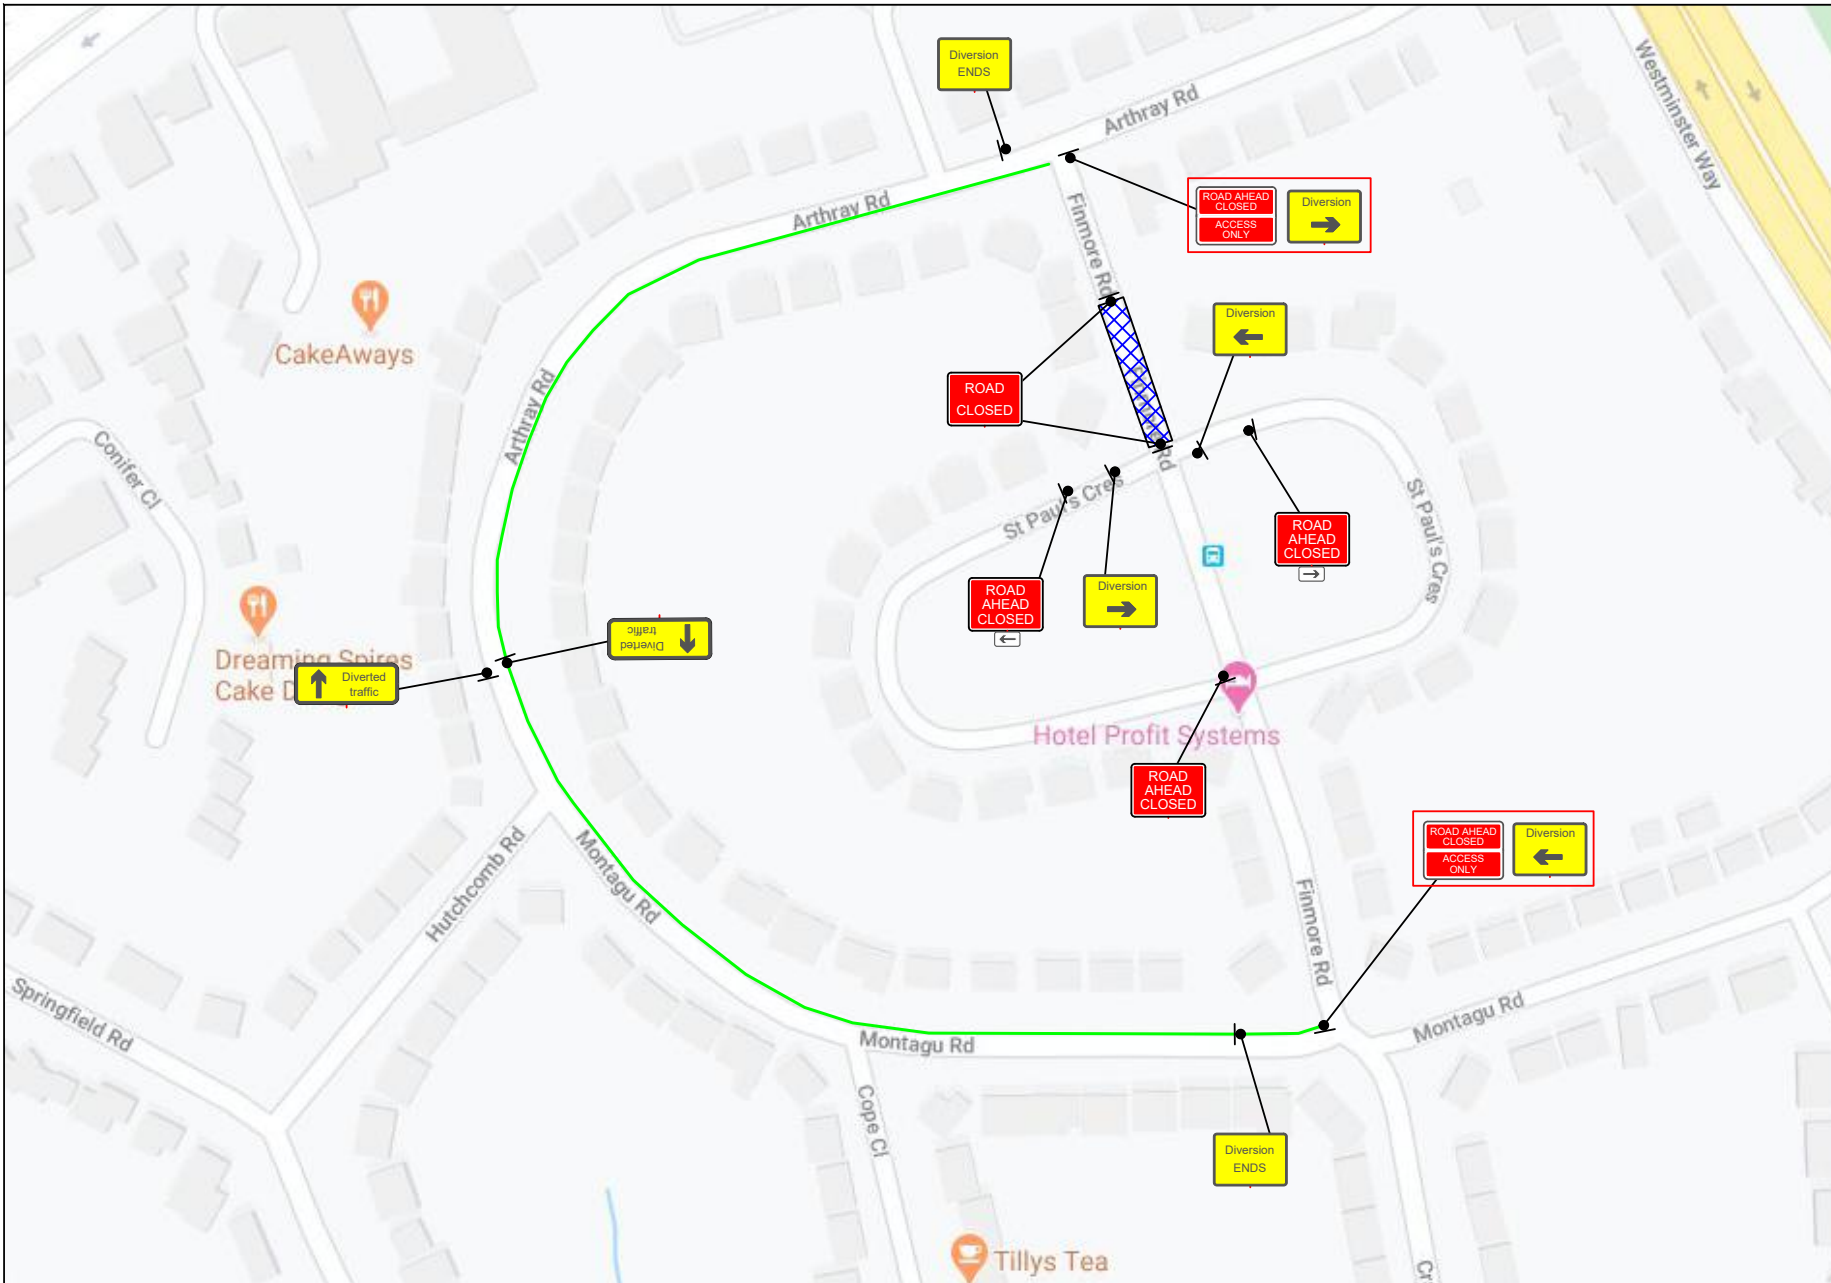 Diversion
ENDS
Arthray Rd
Westminster Way
ROAD AHEAD
CLOSED
ACCESS
ONLY
Diversion
Arthray Rd
Finmore Rd
CakeAways
Diversion
ROAD
CLOSED
Arthray Rd
Rd
Conifer Cl
St Paul's Cres
St Paul's Cres
ROAD
AHEAD
CLOSED
ROAD
AHEAD
CLOSED
Diversion
Diverted
traffic
Dreaming Spires
Cake D
Diverted
traffic
Hotel Profit Systems
ROAD
AHEAD
CLOSED
ROAD AHEAD
CLOSED
ACCESS
ONLY
Diversion
Hutchcomb Rd
Montagu Rd
Finmore Rd
Springfield Rd
Montagu Rd
Montagu Rd
Cope Cl
Diversion
ENDS
Tillys Tea
Cr